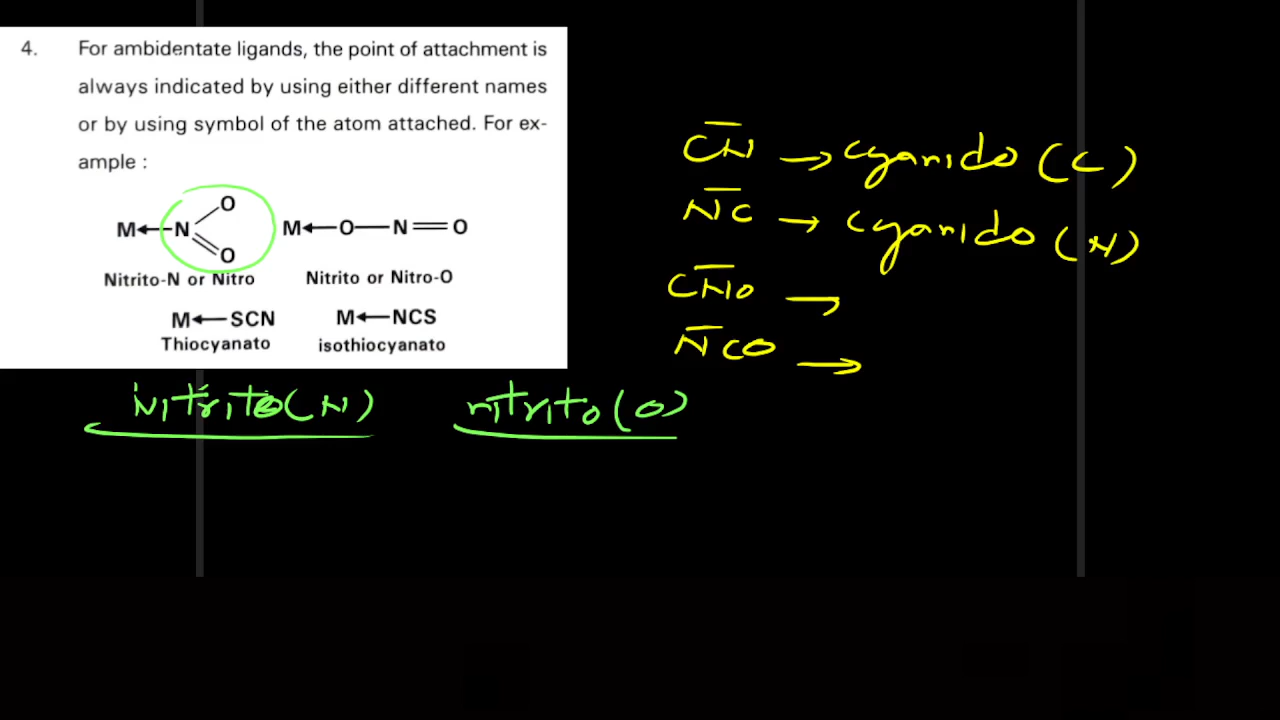 4. For ambidentate ligands, the point of attachment is
always indicated by using either different names
or by using symbol of the atom attached. For ex-
ample :
O
M←N
O
M←O—N=O
Nitrito-N or Nitro
Nitrito or Nitro-O
M←SCN
M←NCS
Thiocyanato
isothiocyanato
Nitrito(N)
nitrito(O)
C̅N̅ → cyanido (C)
N̅C̅ → cyanido (N)
C̅N̅O →
N̅CO →